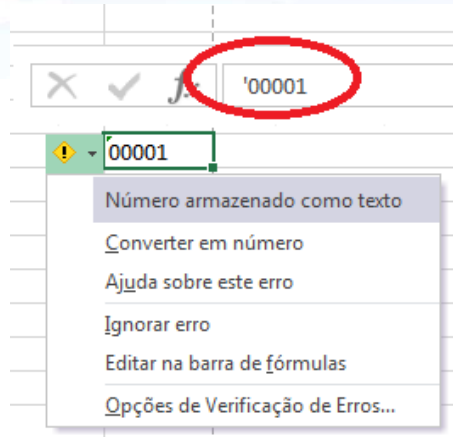 fx '00001
00001
Número armazenado como texto
Converter em número
Ajuda sobre este erro
Ignorar erro
Editar na barra de fórmulas
Opções de Verificação de Erros...